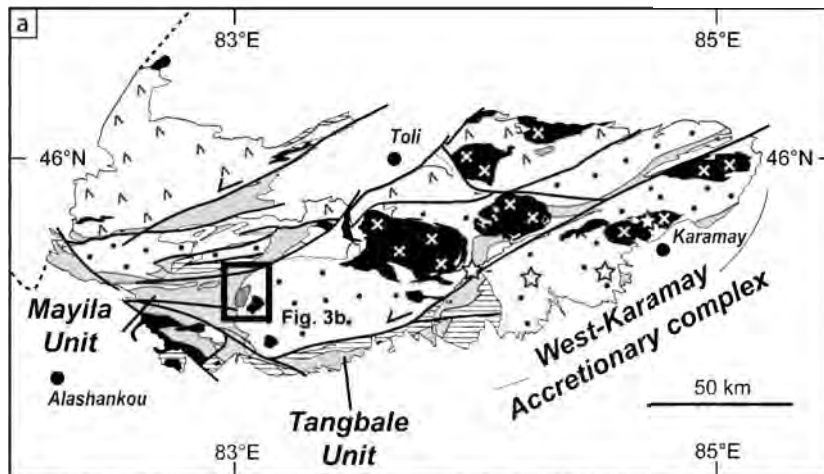 a
83°E
85°E
Toli
46°N
46°N
Karamay
Mayila
Unit
Fig. 3b
West-Karamay
Accretionary complex
Alashankou
50 km
Tangbale
Unit
83°E
85°E